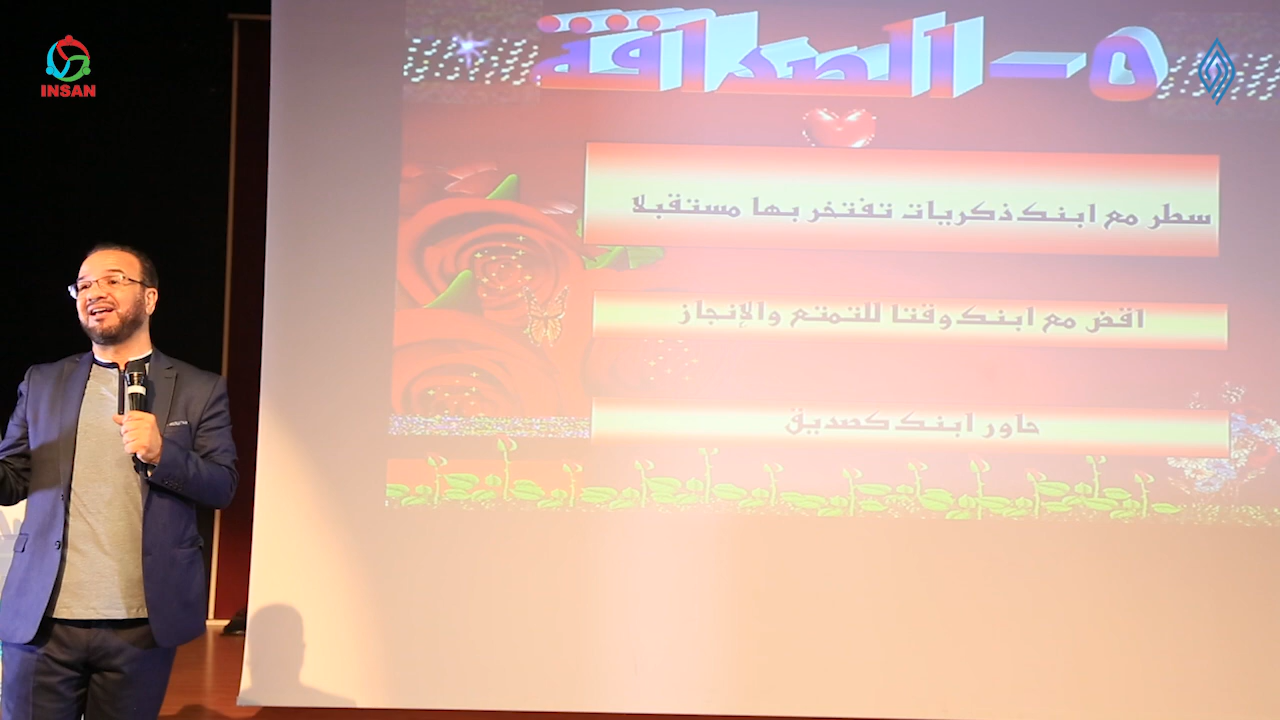 INSAN
٥- الصداقة
سطر مع ابنك ذكريات تفتخر بها مستقبلا
اقض مع ابنك وقتا للتمتع والإنجاز
حاور ابنك كصديق